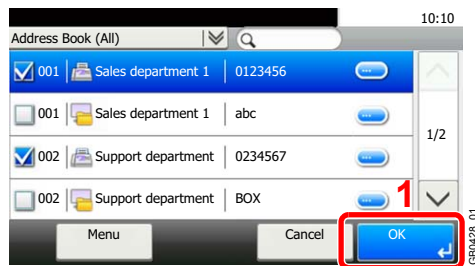 10:10
Address Book (All)
001 Sales department 1 0123456
001 Sales department 1 abc
1/2
002 Support department 0234567
002 Support department BOX
1
Menu Cancel OK
GB0428_01